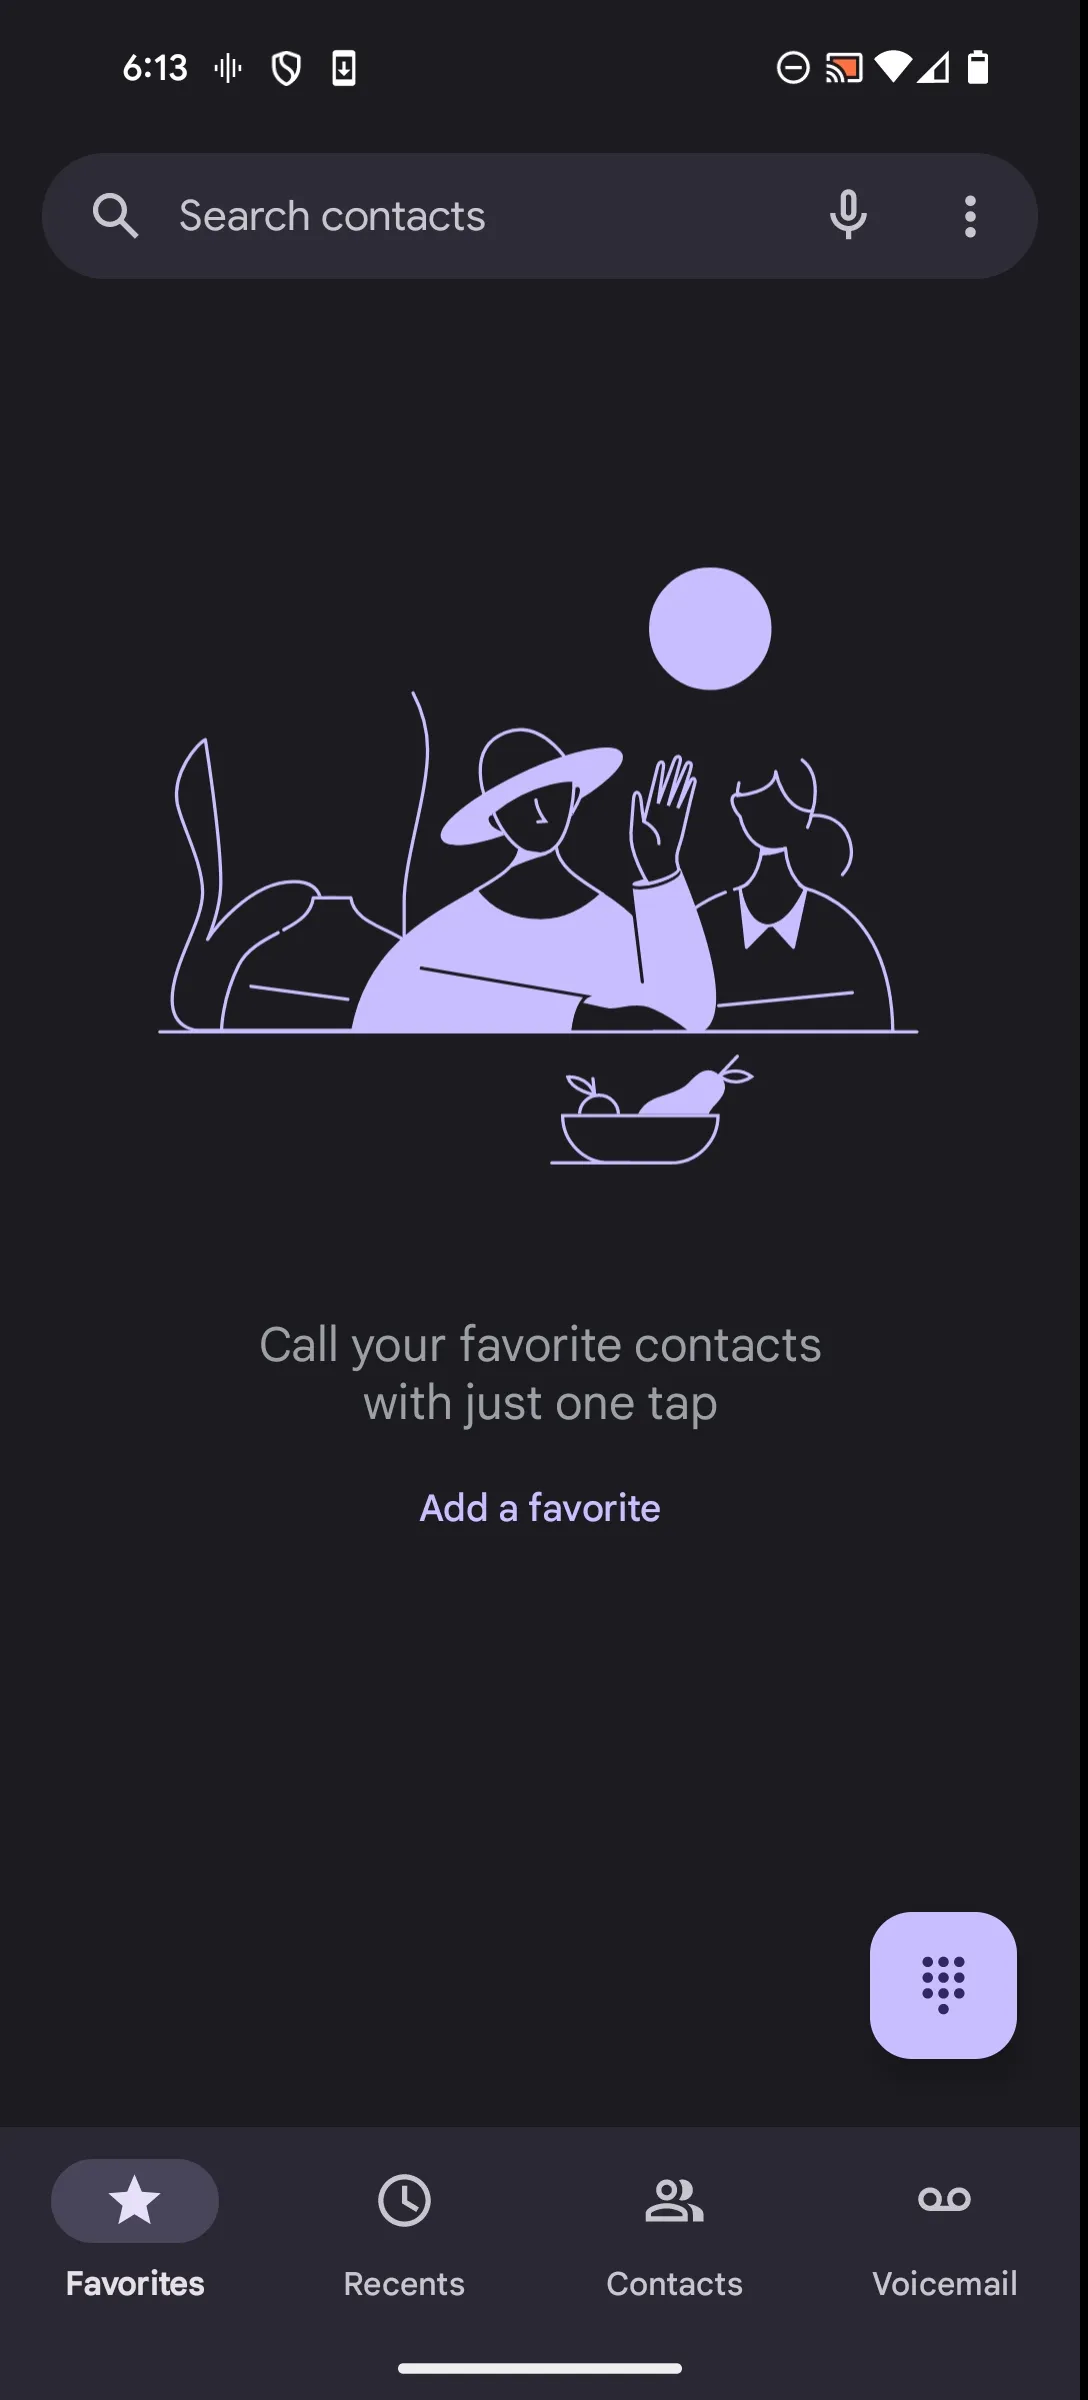 6:13
Search contacts
Call your favorite contacts
with just one tap
Add a favorite
Favorites
Recents
Contacts
Voicemail